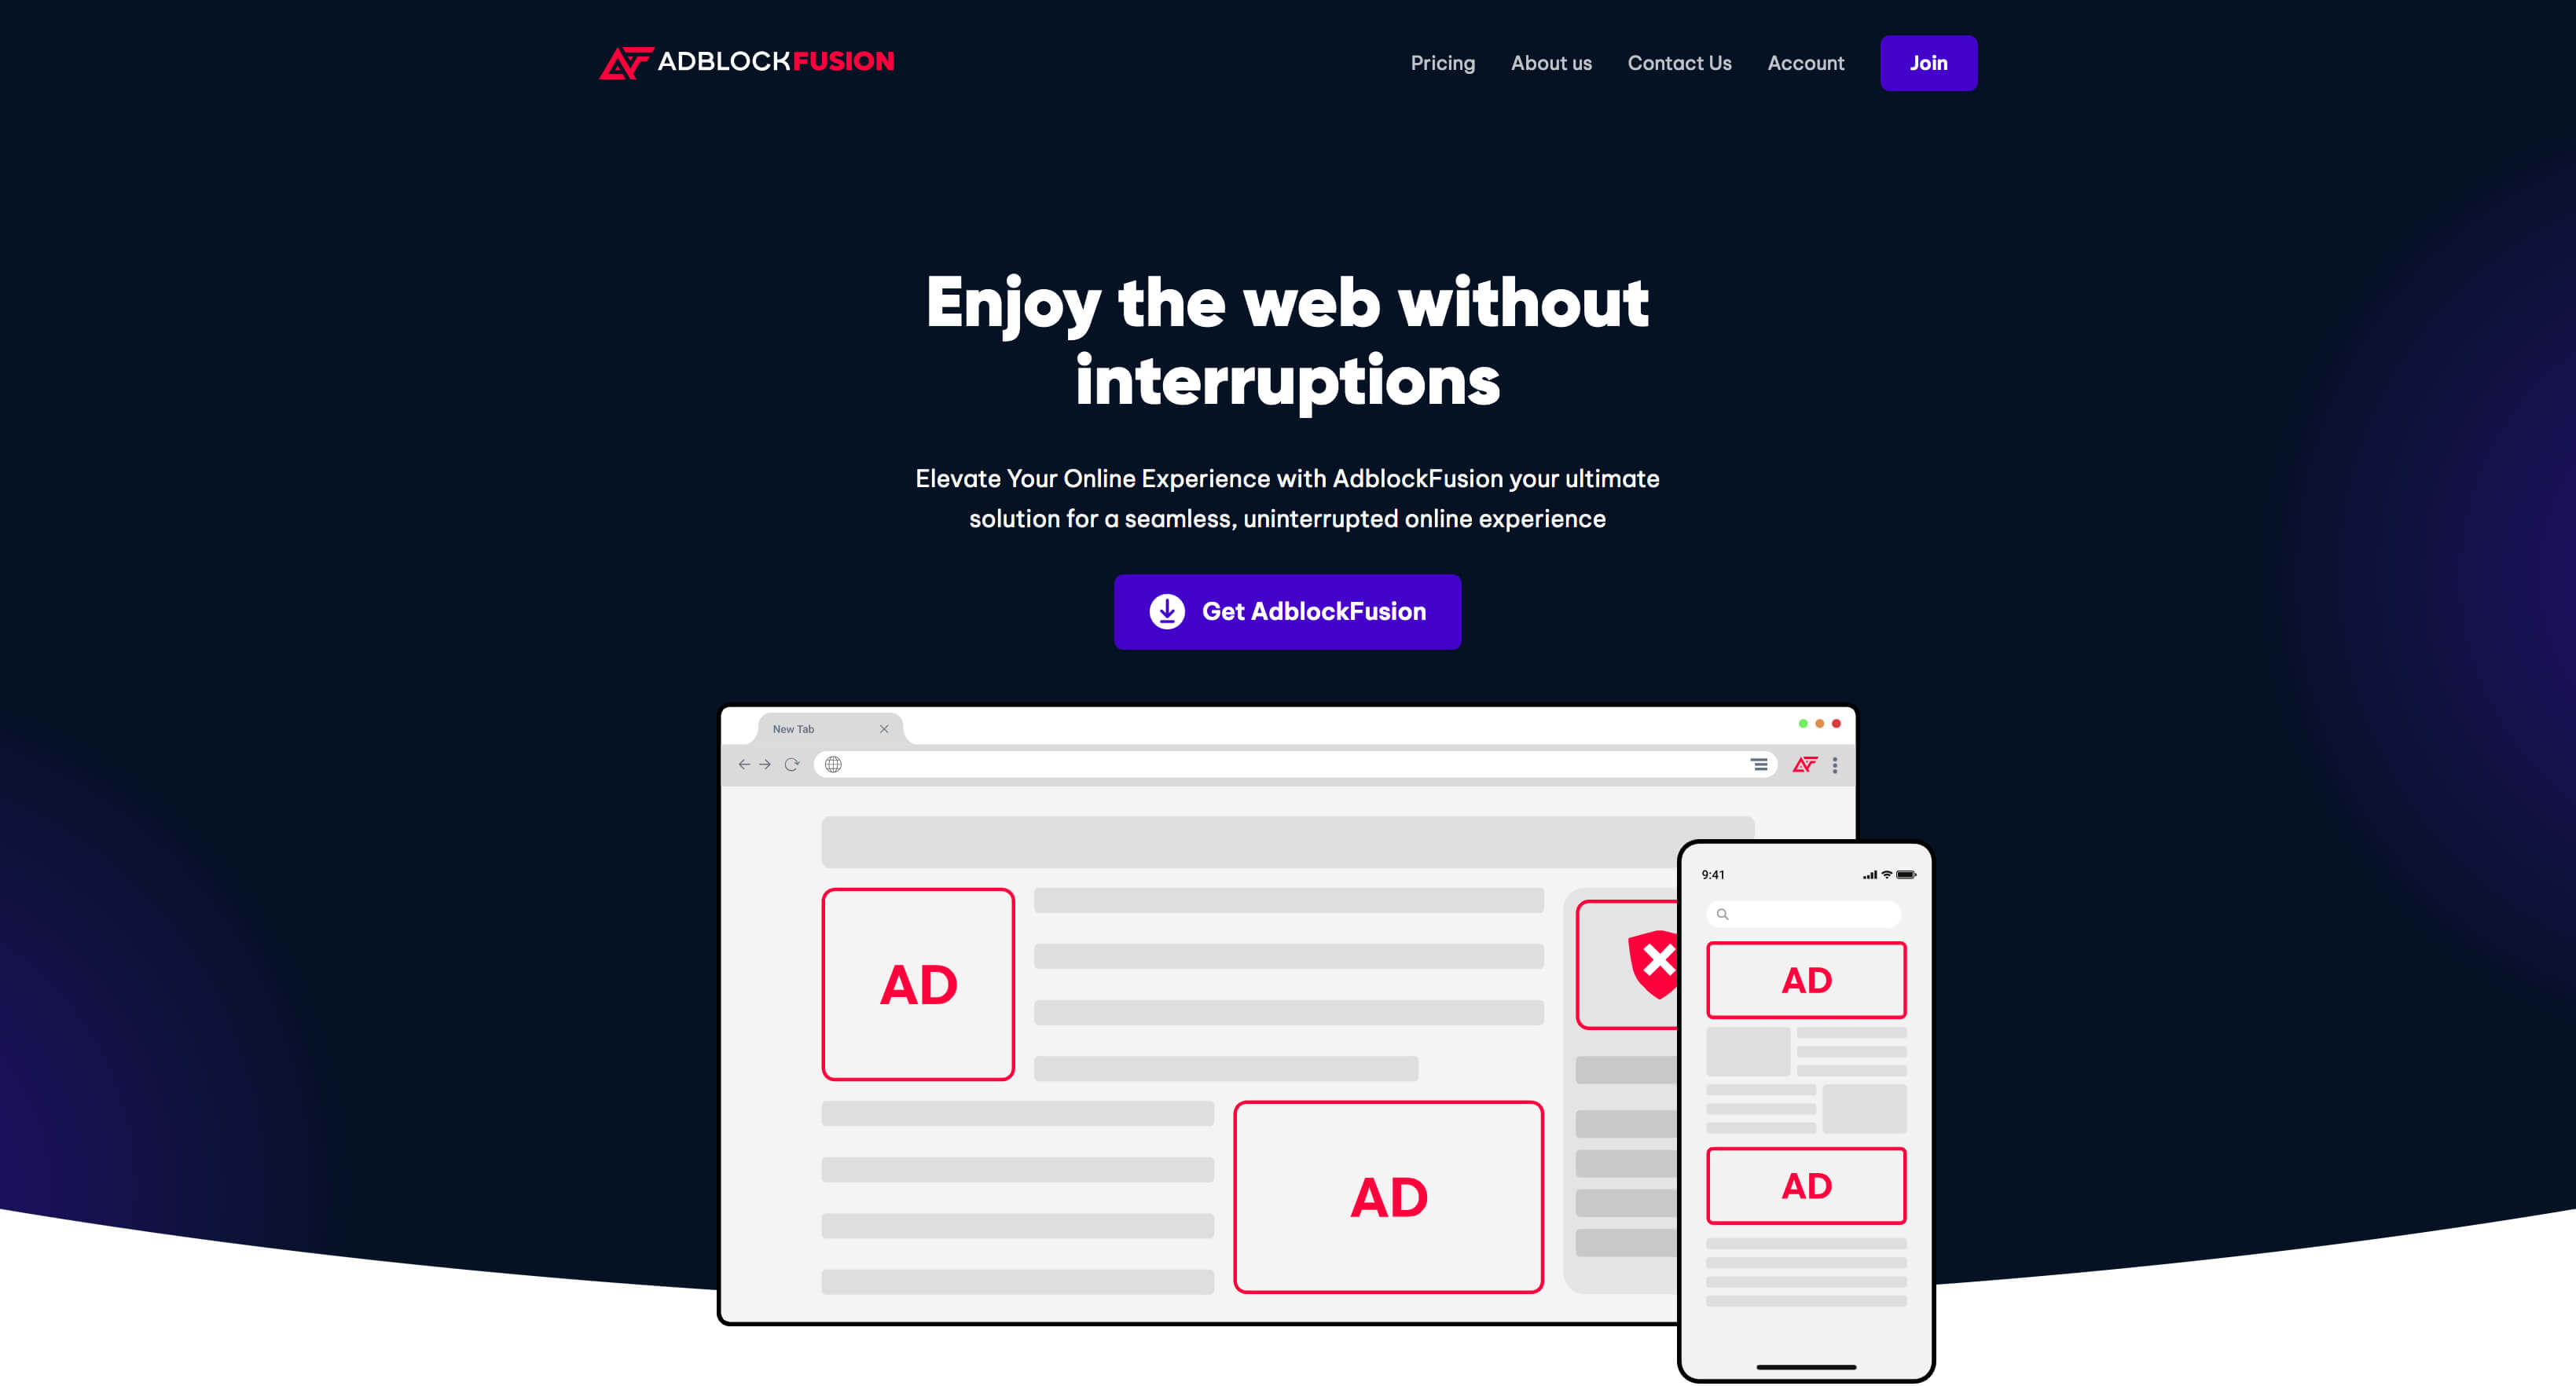 ADBLOCKFUSION
Pricing
About us
Contact Us
Account
Join
Enjoy the web without
interruptions
Elevate Your Online Experience with AdblockFusion your ultimate
solution for a seamless, uninterrupted online experience
Get AdblockFusion
New Tab
9:41
AD
AD
AD
AD